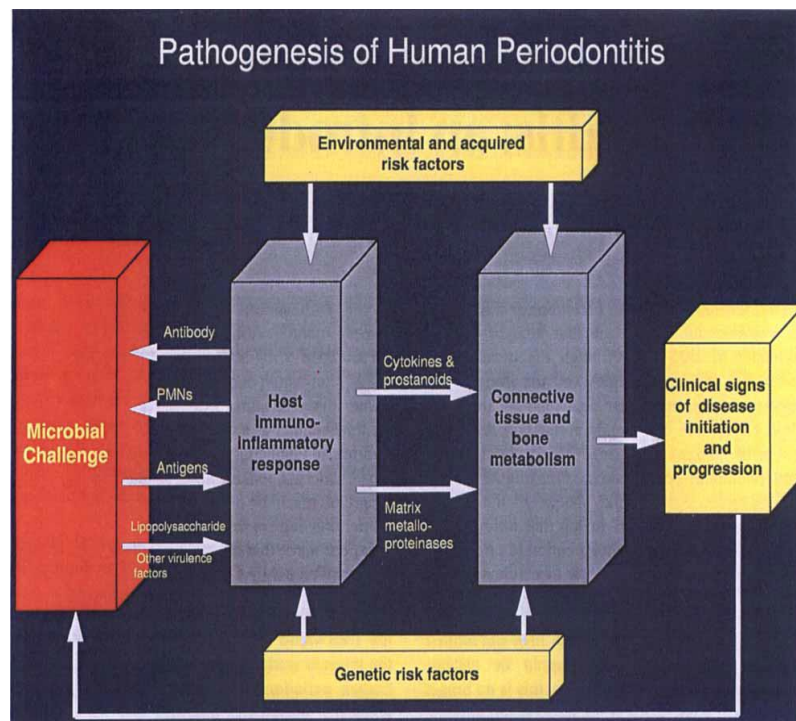 Pathogenesis of Human Periodontitis
Environmental and acquired
risk factors
Antibody
PMNs
Microbial
Challenge
Antigens
Lipopolysaccharide
Other virulence
factors
Host
Immuno-
inflammatory
response
Cytokines &
prostanoids
Matrix
metallo-
proteinases
Connective
tissue and
bone
metabolism
Clinical signs
of disease
initiation
and
progression
Genetic risk factors